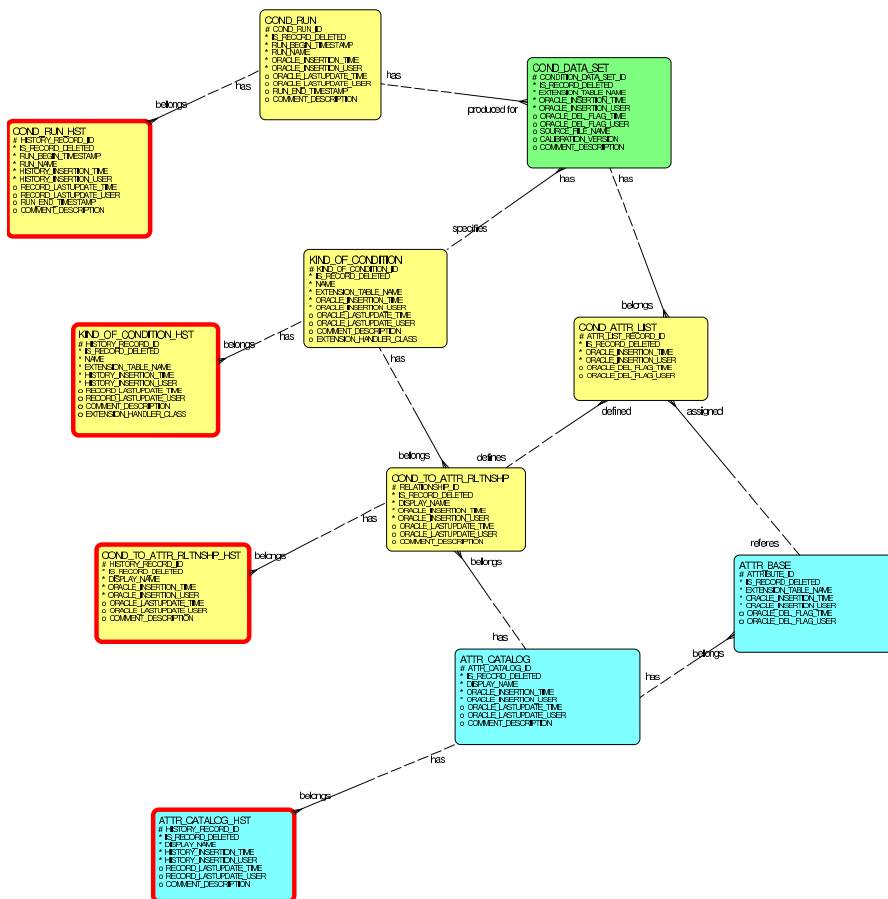 COND_RUN
# COND_RUN_ID
* IS_RECORD_DELETED
* RUN_BEGIN_TIMESTAMP
* RUN_NAME
* ORACLE_INSERTION_TIME
* ORACLE_INSERTION_USER
o ORACLE_LASTUPDATE_TIME
o ORACLE_LASTUPDATE_USER
o RUN_END_TIMESTAMP
o COMMENT_DESCRIPTION
has
has
belongs
produced for
COND_DATA_SET
# CONDITION_DATA_SET_ID
* IS_RECORD_DELETED
* EXTENSION_TABLE_NAME
* ORACLE_INSERTION_TIME
* ORACLE_INSERTION_USER
o ORACLE_DEL_FLAG_TIME
o ORACLE_DEL_FLAG_USER
o SOURCE_FILE_NAME
o CALIBRATION_VERSION
o COMMENT_DESCRIPTION
COND_RUN_HST
# HISTORY_RECORD_ID
* IS_RECORD_DELETED
* RUN_BEGIN_TIMESTAMP
* RUN_NAME
* HISTORY_INSERTION_TIME
* HISTORY_INSERTION_USER
o RECORD_LASTUPDATE_TIME
o RECORD_LASTUPDATE_USER
o RUN_END_TIMESTAMP
o COMMENT_DESCRIPTION
has
has
specifies
belongs
KIND_OF_CONDITION
# KIND_OF_CONDITION_ID
* IS_RECORD_DELETED
* NAME
* EXTENSION_TABLE_NAME
* ORACLE_INSERTION_TIME
* ORACLE_INSERTION_USER
o ORACLE_LASTUPDATE_TIME
o ORACLE_LASTUPDATE_USER
o COMMENT_DESCRIPTION
o EXTENSION_HANDLER_CLASS
has
belongs
has
KIND_OF_CONDITION_HST
# HISTORY_RECORD_ID
* IS_RECORD_DELETED
* NAME
* EXTENSION_TABLE_NAME
* HISTORY_INSERTION_TIME
* HISTORY_INSERTION_USER
o RECORD_LASTUPDATE_TIME
o RECORD_LASTUPDATE_USER
o COMMENT_DESCRIPTION
o EXTENSION_HANDLER_CLASS
COND_ATTR_LIST
# ATTR_LIST_RECORD_ID
* IS_RECORD_DELETED
* ORACLE_INSERTION_TIME
* ORACLE_INSERTION_USER
o ORACLE_DEL_FLAG_TIME
o ORACLE_DEL_FLAG_USER
defined
assigned
belongs
defines
COND_TO_ATTR_RLTNSHP
# RELATIONSHIP_ID
* IS_RECORD_DELETED
* DISPLAY_NAME
* ORACLE_INSERTION_TIME
* ORACLE_INSERTION_USER
o ORACLE_LASTUPDATE_TIME
o ORACLE_LASTUPDATE_USER
o COMMENT_DESCRIPTION
has
belongs
belongs
referes
COND_TO_ATTR_RLTNSHP_HST
# HISTORY_RECORD_ID
* IS_RECORD_DELETED
* DISPLAY_NAME
* ORACLE_INSERTION_TIME
* ORACLE_INSERTION_USER
o ORACLE_LASTUPDATE_TIME
o ORACLE_LASTUPDATE_USER
o COMMENT_DESCRIPTION
ATTR_BASE
# ATTRIBUTE_ID
* IS_RECORD_DELETED
* EXTENSION_TABLE_NAME
* ORACLE_INSERTION_TIME
* ORACLE_INSERTION_USER
o ORACLE_DEL_FLAG_TIME
o ORACLE_DEL_FLAG_USER
has
belongs
ATTR_CATALOG
# ATTR_CATALOG_ID
* IS_RECORD_DELETED
* DISPLAY_NAME
* ORACLE_INSERTION_TIME
* ORACLE_INSERTION_USER
o ORACLE_LASTUPDATE_TIME
o ORACLE_LASTUPDATE_USER
o COMMENT_DESCRIPTION
has
has
belongs
ATTR_CATALOG_HST
# HISTORY_RECORD_ID
* IS_RECORD_DELETED
* DISPLAY_NAME
* HISTORY_INSERTION_TIME
* HISTORY_INSERTION_USER
o RECORD_LASTUPDATE_TIME
o RECORD_LASTUPDATE_USER
o COMMENT_DESCRIPTION